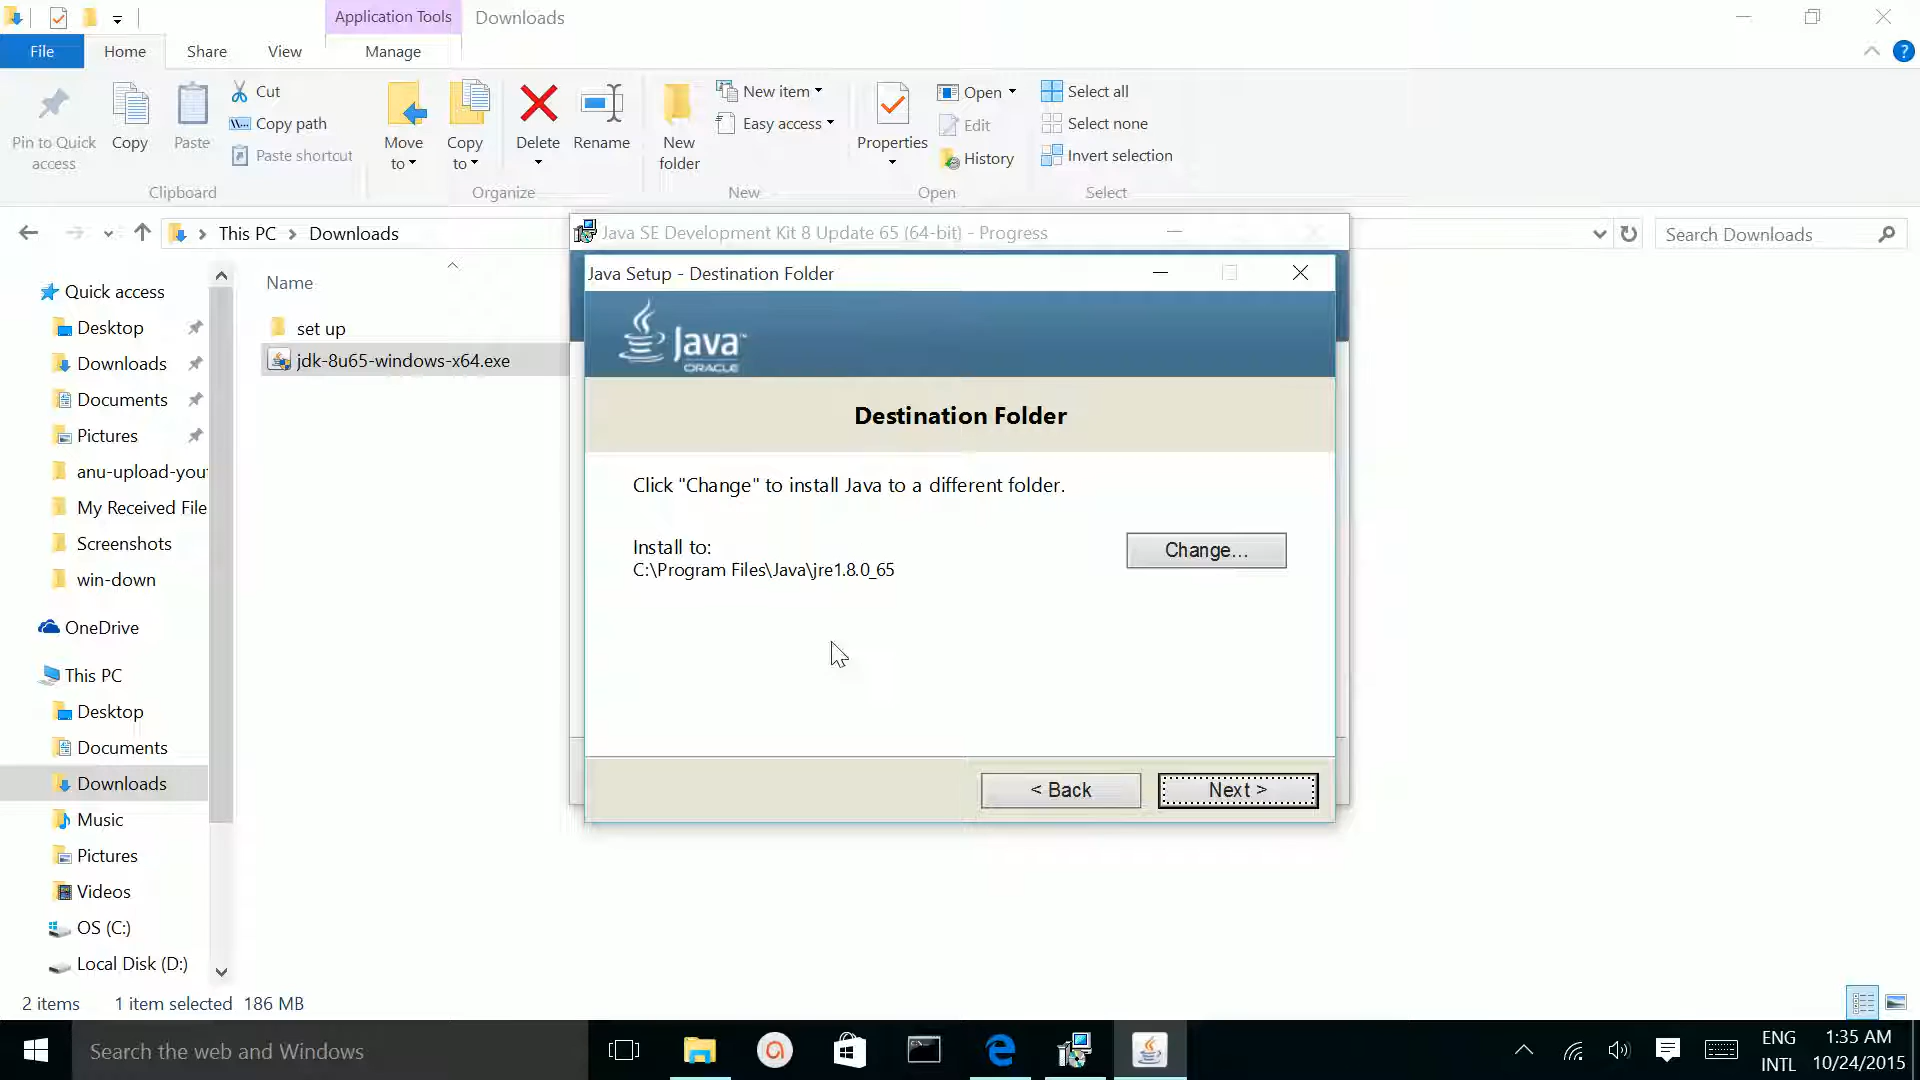 Application Tools
Downloads
File
Home
Share
View
Manage
Pin to Quick
access
Copy
Paste
Cut
Copy path
Paste shortcut
Clipboard
Move
to
Copy
to
Delete
Rename
Organize
New
folder
New item
Easy access
New
Properties
Open
Edit
History
Open
Select all
Select none
Invert selection
Select
This PC
Downloads
Search Downloads
Java SE Development Kit 8 Update 65 (64-bit) - Progress
Java Setup - Destination Folder
Java™
ORACLE
Destination Folder
Click "Change" to install Java to a different folder.
Install to:
C:\Program Files\Java\jre1.8.0_65
Change...
< Back
Next >
Name
set up
jdk-8u65-windows-x64.exe
Quick access
Desktop
Downloads
Documents
Pictures
anu-upload-you
My Received File
Screenshots
win-down
OneDrive
This PC
Desktop
Documents
Downloads
Music
Pictures
Videos
OS (C:)
Local Disk (D:)
2 items
1 item selected 186 MB
Search the web and Windows
ENG
INTL
1:35 AM
10/24/2015